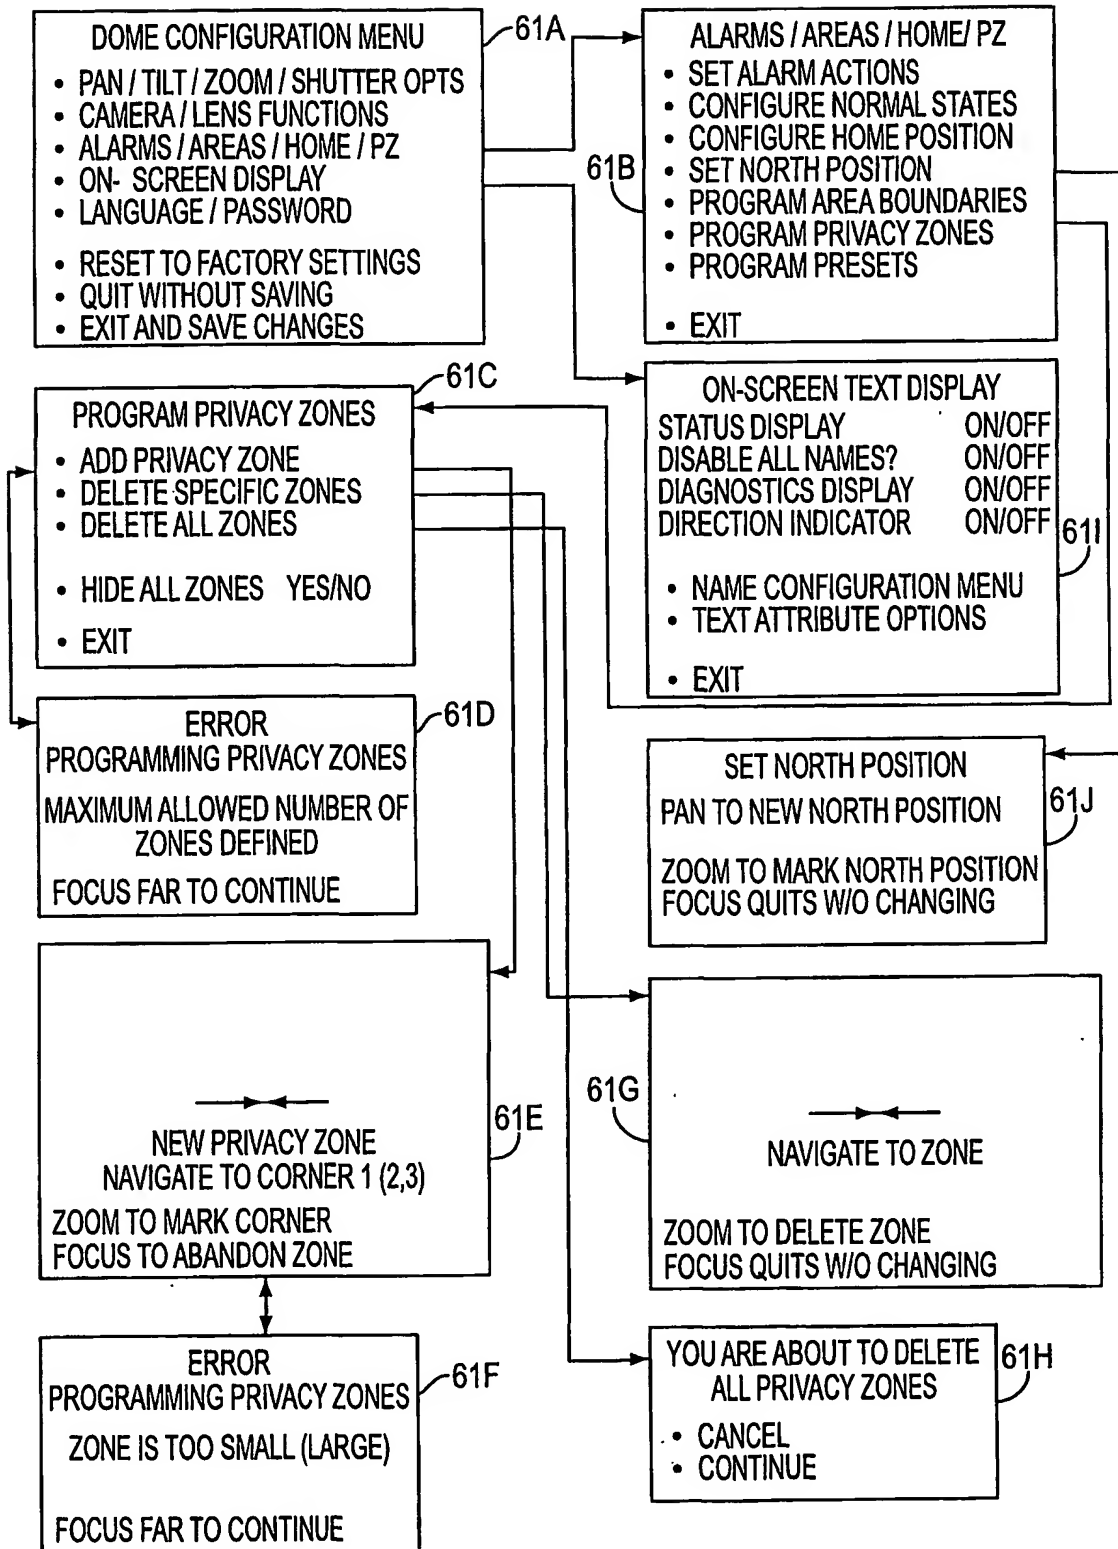 DOME CONFIGURATION MENU
• PAN / TILT / ZOOM / SHUTTER OPTS
• CAMERA / LENS FUNCTIONS
• ALARMS / AREAS / HOME / PZ
• ON- SCREEN DISPLAY
• LANGUAGE / PASSWORD
• RESET TO FACTORY SETTINGS
• QUIT WITHOUT SAVING
• EXIT AND SAVE CHANGES
61A
ALARMS / AREAS / HOME/ PZ
• SET ALARM ACTIONS
• CONFIGURE NORMAL STATES
• CONFIGURE HOME POSITION
• SET NORTH POSITION
• PROGRAM AREA BOUNDARIES
• PROGRAM PRIVACY ZONES
• PROGRAM PRESETS
• EXIT
61B
61C
PROGRAM PRIVACY ZONES
• ADD PRIVACY ZONE
• DELETE SPECIFIC ZONES
• DELETE ALL ZONES
• HIDE ALL ZONES YES/NO
• EXIT
ON-SCREEN TEXT DISPLAY
STATUS DISPLAY ON/OFF
DISABLE ALL NAMES? ON/OFF
DIAGNOSTICS DISPLAY ON/OFF
DIRECTION INDICATOR ON/OFF
• NAME CONFIGURATION MENU
• TEXT ATTRIBUTE OPTIONS
• EXIT
61I
ERROR
PROGRAMMING PRIVACY ZONES
MAXIMUM ALLOWED NUMBER OF
ZONES DEFINED
FOCUS FAR TO CONTINUE
61D
SET NORTH POSITION
PAN TO NEW NORTH POSITION
ZOOM TO MARK NORTH POSITION
FOCUS QUITS W/O CHANGING
61J
NEW PRIVACY ZONE
NAVIGATE TO CORNER 1 (2,3)
ZOOM TO MARK CORNER
FOCUS TO ABANDON ZONE
61E
61G
NAVIGATE TO ZONE
ZOOM TO DELETE ZONE
FOCUS QUITS W/O CHANGING
ERROR
PROGRAMMING PRIVACY ZONES
ZONE IS TOO SMALL (LARGE)
FOCUS FAR TO CONTINUE
61F
YOU ARE ABOUT TO DELETE
ALL PRIVACY ZONES
• CANCEL
• CONTINUE
61H